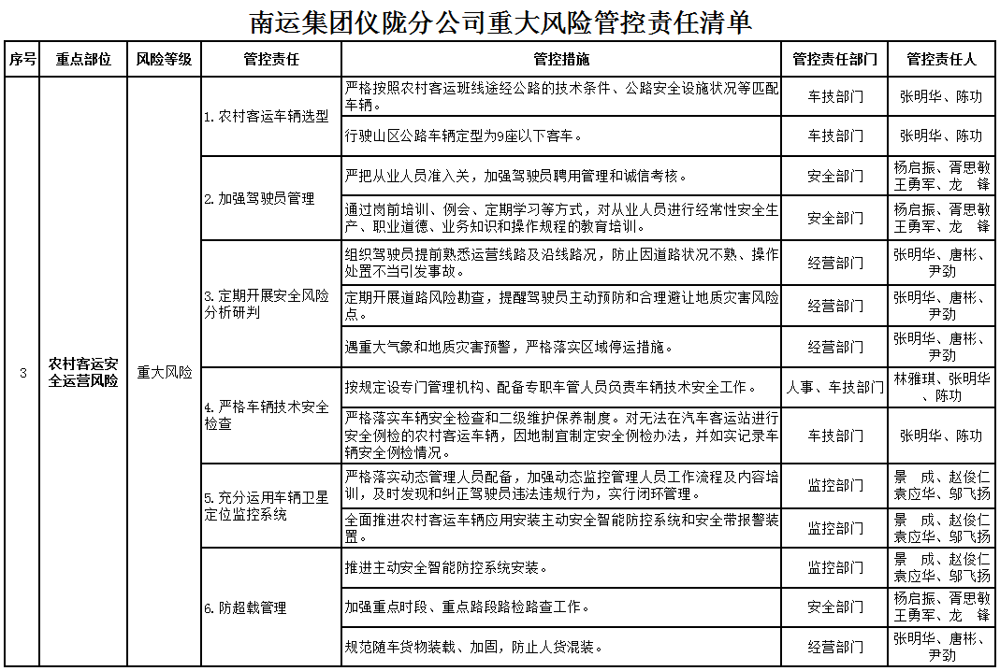 南运集团仪陇分公司重大风险管控责任清单
序号 重点部位 风险等级 管控责任 管控措施 管控责任部门 管控责任人
3
农村客运安
全运营风险
重大风险
1.农村客运车辆选型
严格按照农村客运班线途经公路的技术条件、公路安全设施状况等匹配
车辆。
车技部门
张明华、陈功
行驶山区公路车辆定型为9座以下客车。
车技部门
张明华、陈功
2.加强驾驶员管理
严把从业人员准入关，加强驾驶员聘用管理和诚信考核。
安全部门
杨启振、胥思敏
王勇军、龙　锋
通过岗前培训、例会、定期学习等方式，对从业人员进行经常性安全生
产、职业道德、业务知识和操作规程的教育培训。
安全部门
杨启振、胥思敏
王勇军、龙　锋
3.定期开展安全风险
分析研判
组织驾驶员提前熟悉运营线路及沿线路况，防止因道路状况不熟、操作
处置不当引发事故。
经营部门
张明华、唐彬、
尹劲
定期开展道路风险勘查，提醒驾驶员主动预防和合理避让地质灾害风险
点。
经营部门
张明华、唐彬、
尹劲
遇重大气象和地质灾害预警，严格落实区域停运措施。
经营部门
张明华、唐彬、
尹劲
4.严格车辆技术安全
检查
按规定设专门管理机构、配备专职车管人员负责车辆技术安全工作。
人事、车技部门
林雅琪、张明华
、陈功
严格落实车辆安全检查和二级维护保养制度。对无法在汽车客运站进行
安全例检的农村客运车辆，因地制宜制定安全例检办法，并如实记录车
辆安全例检情况。
车技部门
张明华、陈功
5.充分运用车辆卫星
定位监控系统
严格落实动态管理人员配备，加强动态监控管理人员工作流程及内容培
训，及时发现和纠正驾驶员违法违规行为，实行闭环管理。
监控部门
景　成、赵俊仁
袁应华、邬飞扬
全面推进农村客运车辆应用安装主动安全智能防控系统和安全带报警装
置。
监控部门
景　成、赵俊仁
袁应华、邬飞扬
6.防超载管理
推进主动安全智能防控系统安装。
监控部门
景　成、赵俊仁
袁应华、邬飞扬
加强重点时段、重点路段路检路查工作。
安全部门
杨启振、胥思敏
王勇军、龙　锋
规范随车货物装载、加固，防止人货混装。
经营部门
张明华、唐彬、
尹劲